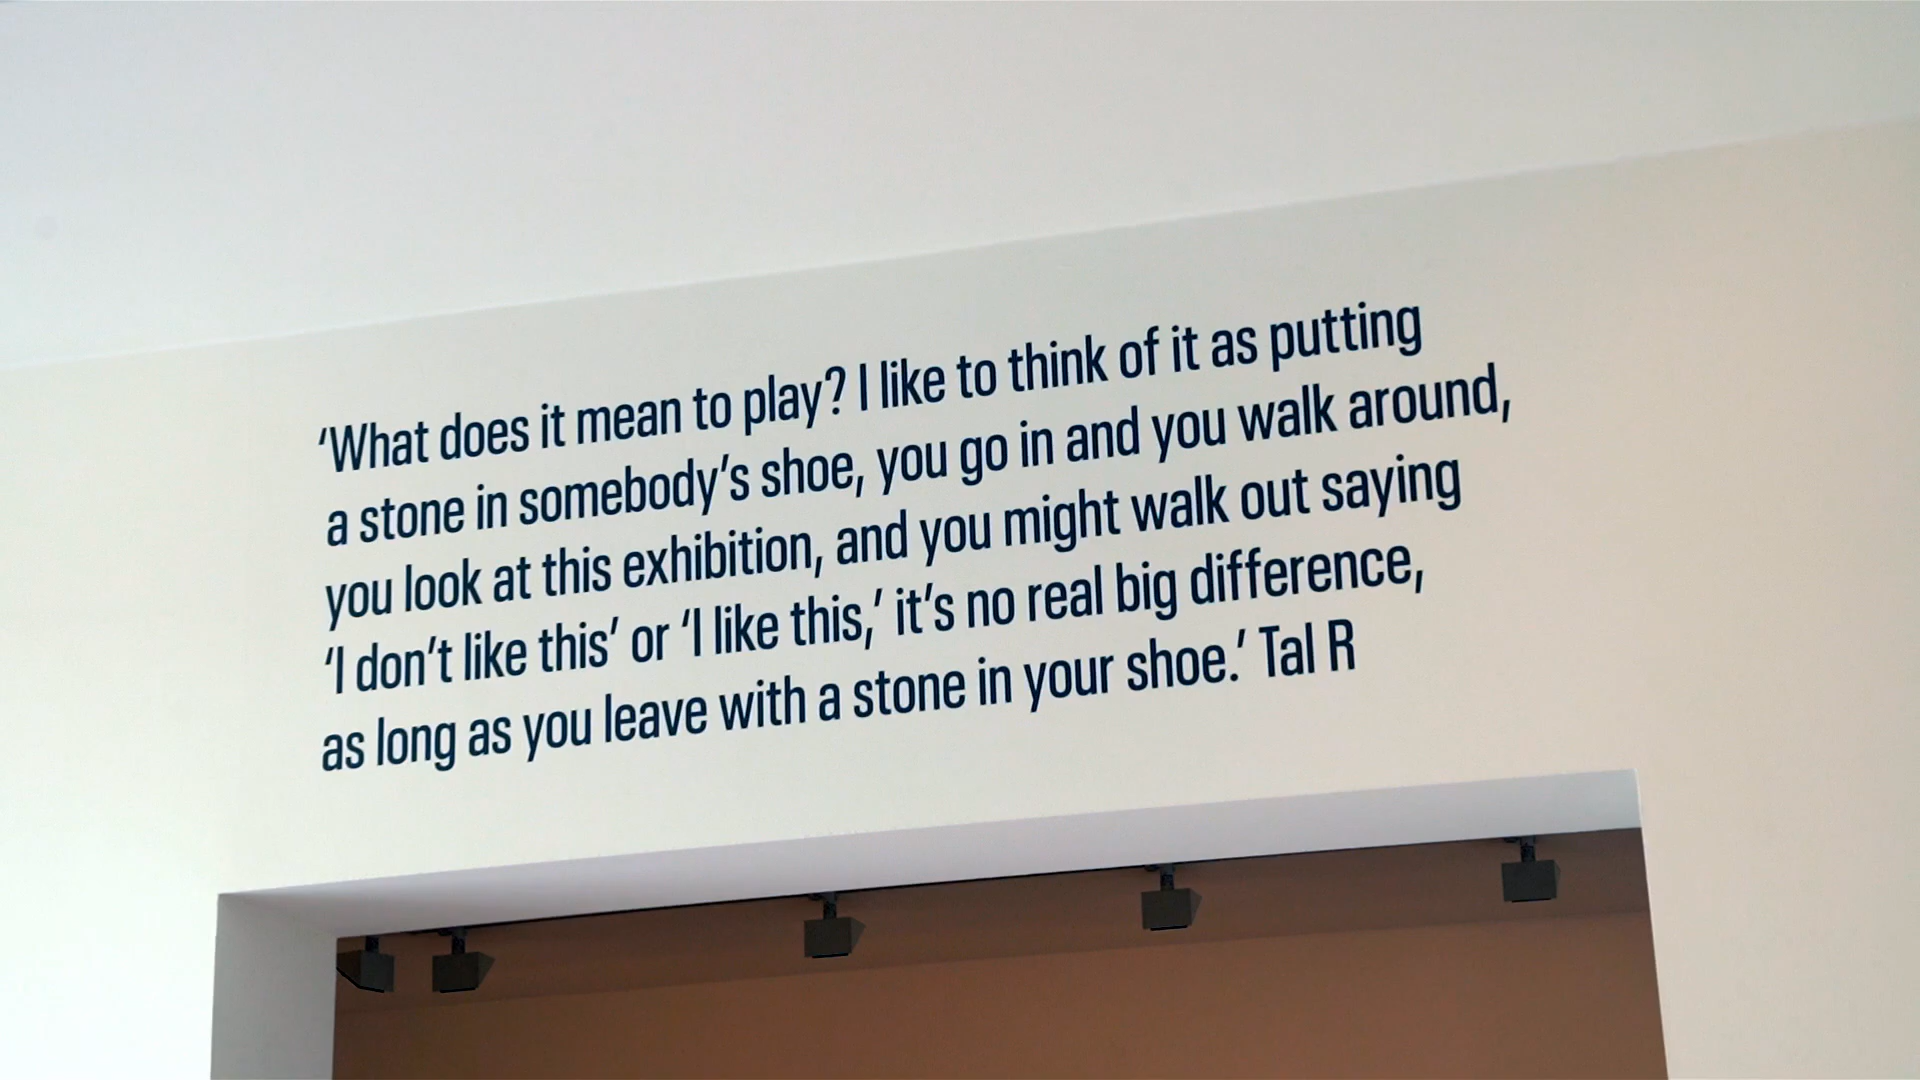 ‘What does it mean to play? I like to think of it as putting
a stone in somebody’s shoe, you go in and you walk around,
you look at this exhibition, and you might walk out saying
‘I don’t like this’ or ‘I like this,’ it’s no real big difference,
as long as you leave with a stone in your shoe.’ Tal R